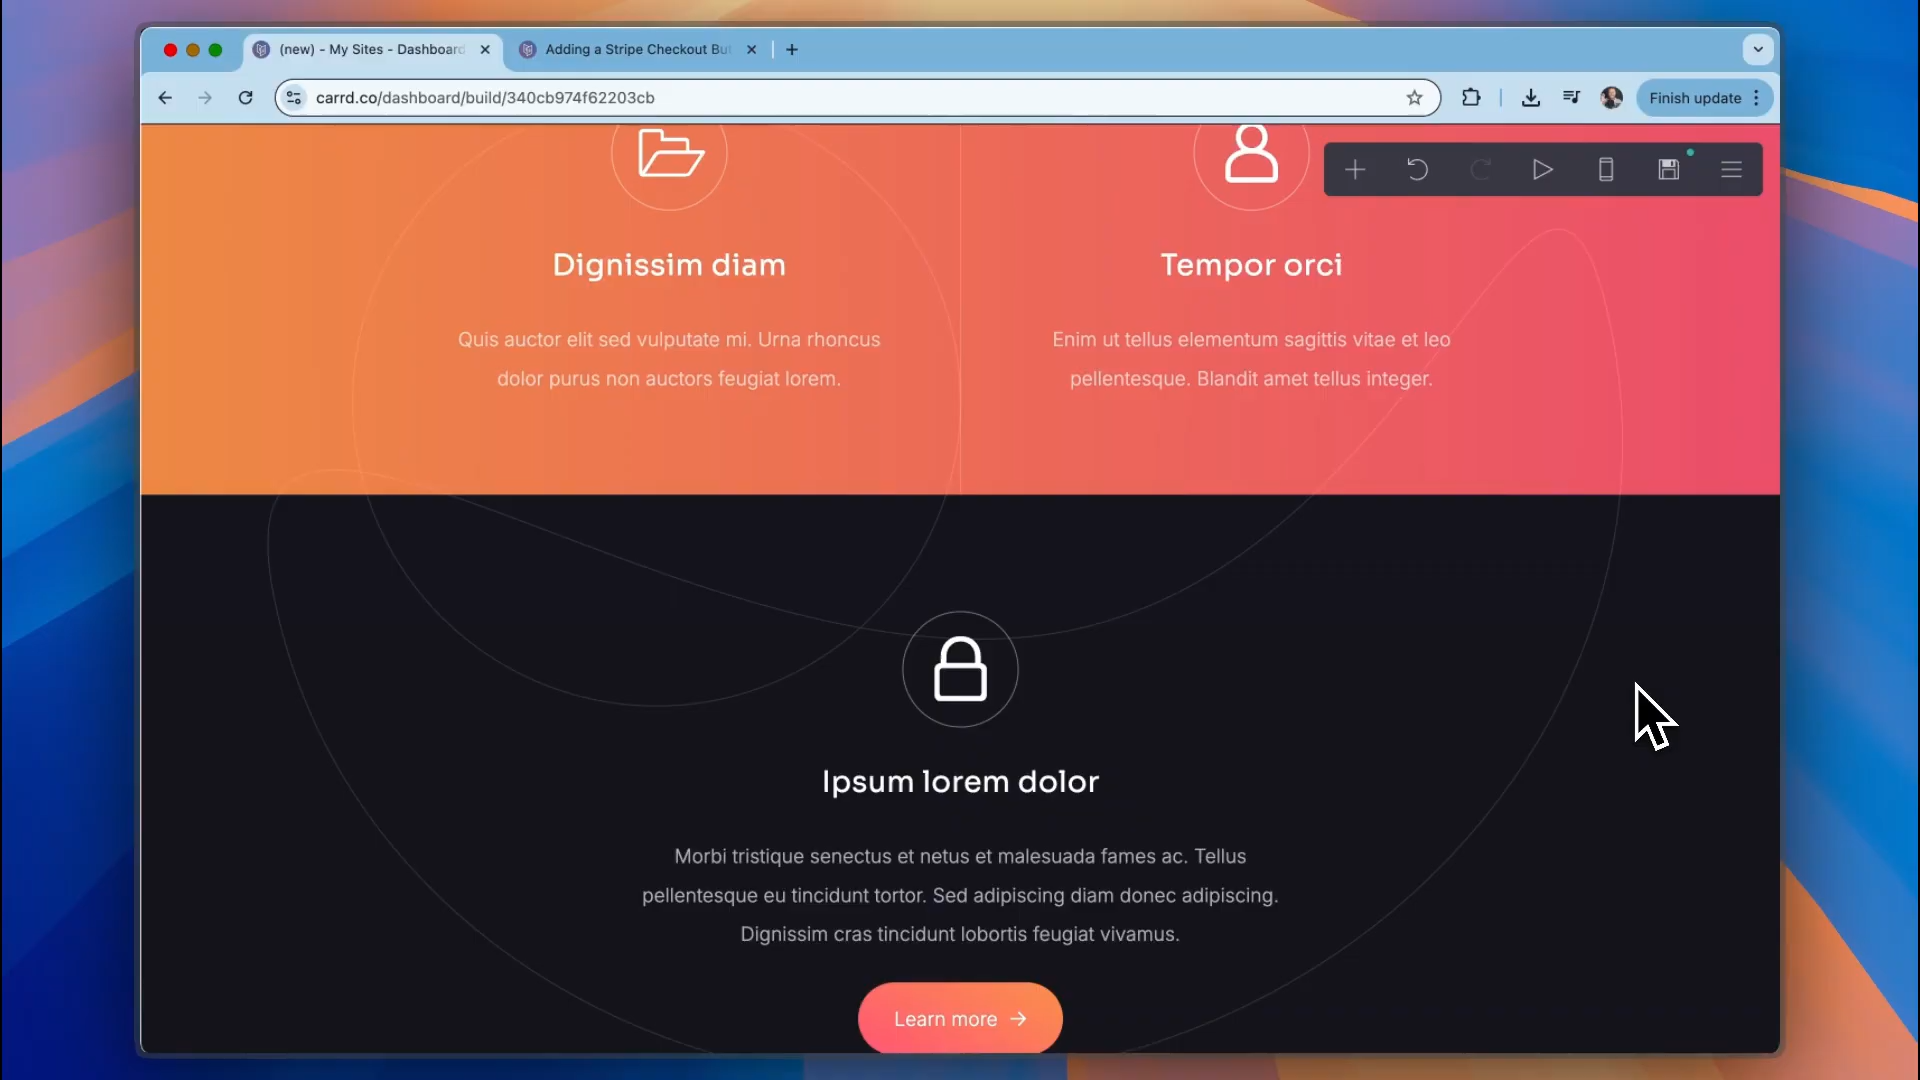 (new) - My Sites - Dashboard
Adding a Stripe Checkout Bu
carrd.co/dashboard/build/340cb974f62203cb
Finish update
Dignissim diam
Quis auctor elit sed vulputate mi. Urna rhoncus
dolor purus non auctors feugiat lorem.
Tempor orci
Enim ut tellus elementum sagittis vitae et leo
pellentesque. Blandit amet tellus integer.
Ipsum lorem dolor
Morbi tristique senectus et netus et malesuada fames ac. Tellus
pellentesque eu tincidunt tortor. Sed adipiscing diam donec adipiscing.
Dignissim cras tincidunt lobortis feugiat vivamus.
Learn more →